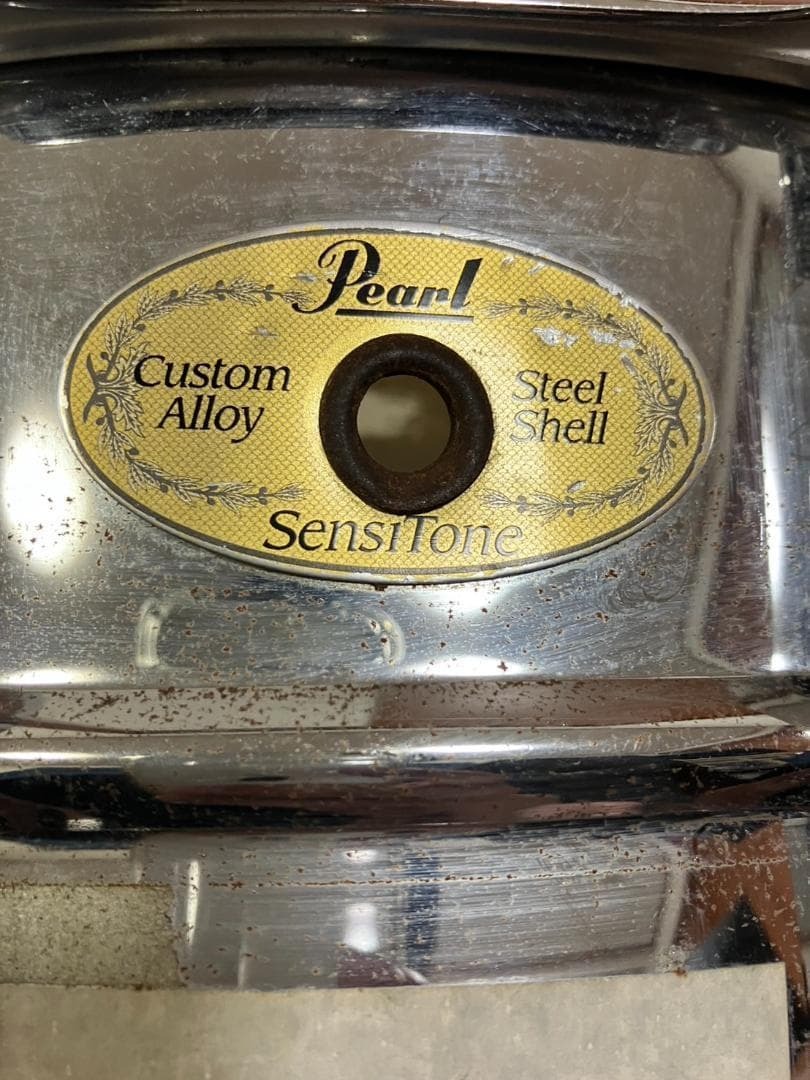 Pearl
Custom
Alloy
Steel
Shell
SensiTone